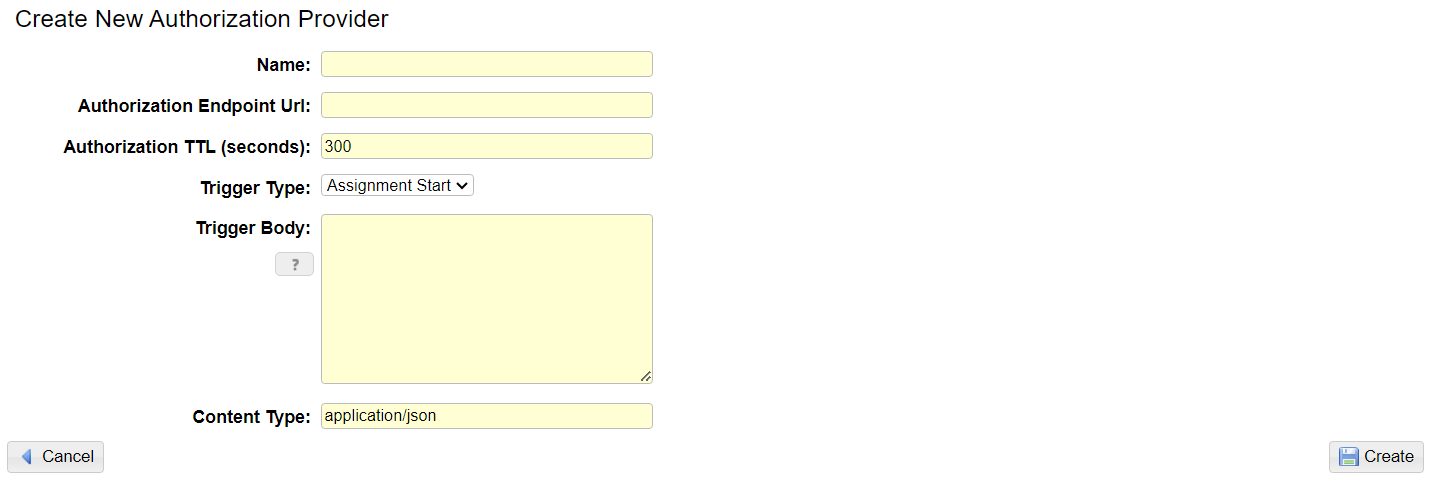 Create New Authorization Provider
Name:
Authorization Endpoint Url:
Authorization TTL (seconds): 300
Trigger Type: Assignment Start
Trigger Body:
?
Content Type: application/json
Cancel Create